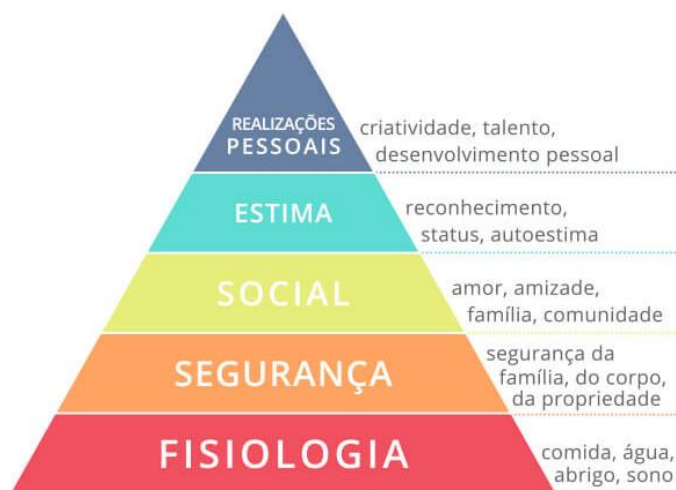 REALIZAÇÕES
PESSOAIS
criatividade, talento,
desenvolvimento pessoal
ESTIMA
reconhecimento,
status, autoestima
SOCIAL
amor, amizade,
família, comunidade
SEGURANÇA
segurança da
família, do corpo,
da propriedade
FISIOLOGIA
comida, água,
abrigo, sono